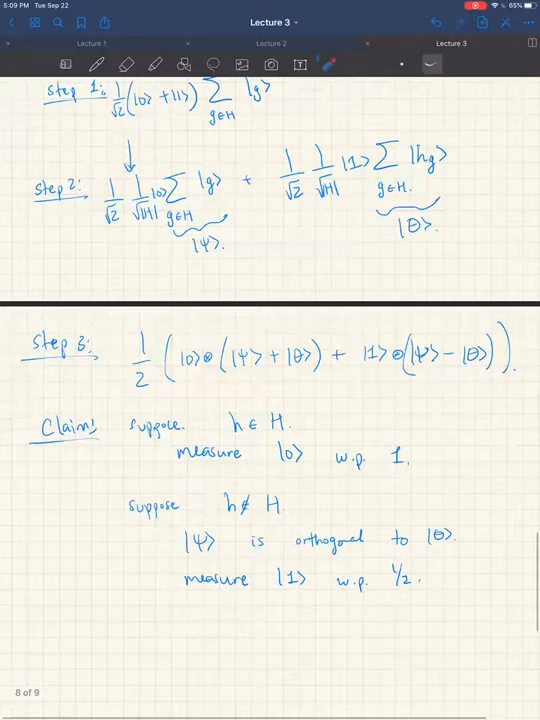 5:09 PM Tue Sep 22
65%
Lecture 3
Lecture 1
Lecture 2
Lecture 3
Step 1: 1/√2 (|0> + |1>) ∑_{g∈H} |g>
Step 2: 1/√2 1/√|H| |0> ∑_{g∈H} |g> + 1/√2 1/√|H| |1> ∑_{g∈H.} |hg>
|Ψ>. |θ>.
Step 3: 1/2 (|0>⊗(|Ψ> + |θ>) + |1>⊗(|Ψ> - |θ>)).
Claim: suppose. h ∈ H.
measure |0> w.p. 1.
suppose h ∉ H.
|Ψ> is orthogonal to |θ>.
measure |1> w.p. 1/2.
8 of 9